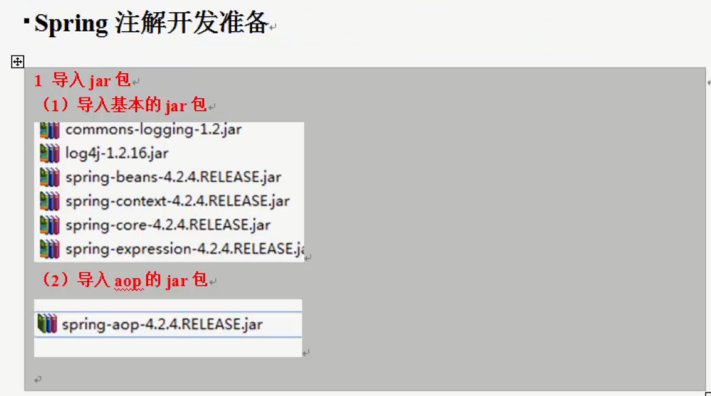 Spring 注解开发准备
1 导入 jar 包
（1）导入基本的 jar 包
commons-logging-1.2.jar
log4j-1.2.16.jar
spring-beans-4.2.4.RELEASE.jar
spring-context-4.2.4.RELEASE.jar
spring-core-4.2.4.RELEASE.jar
spring-expression-4.2.4.RELEASE.ja
（2）导入 aop 的 jar 包
spring-aop-4.2.4.RELEASE.jar